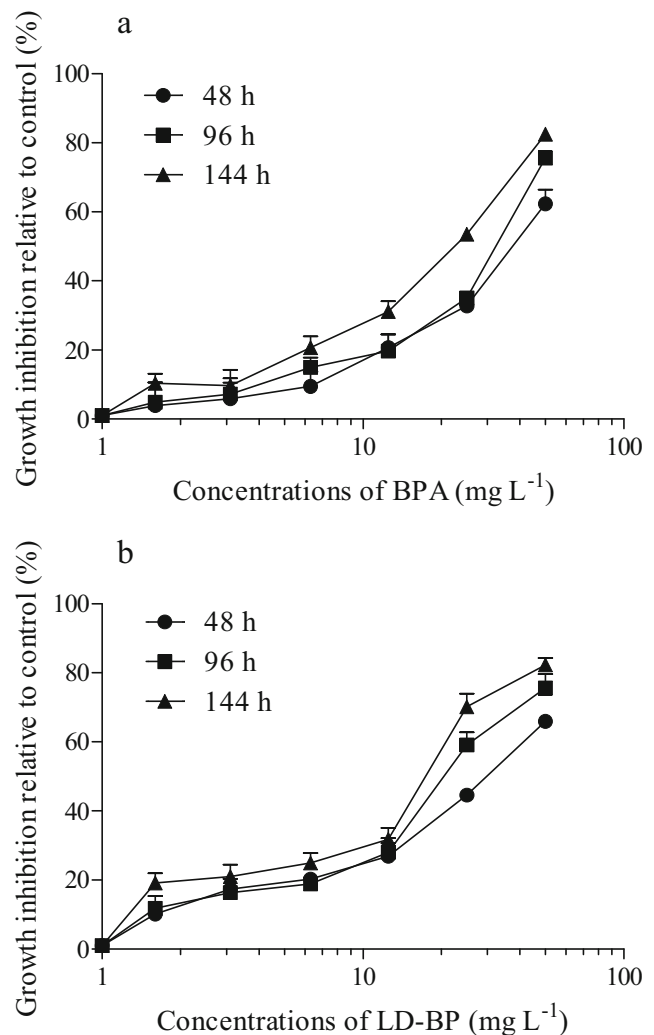 a
Growth inhibition relative to control (%)
100
80
60
40
20
0
48 h
96 h
144 h
1
10
100
Concentrations of BPA (mg L⁻¹)
b
Growth inhibition relative to control (%)
100
80
60
40
20
0
48 h
96 h
144 h
1
10
100
Concentrations of LD-BP (mg L⁻¹)